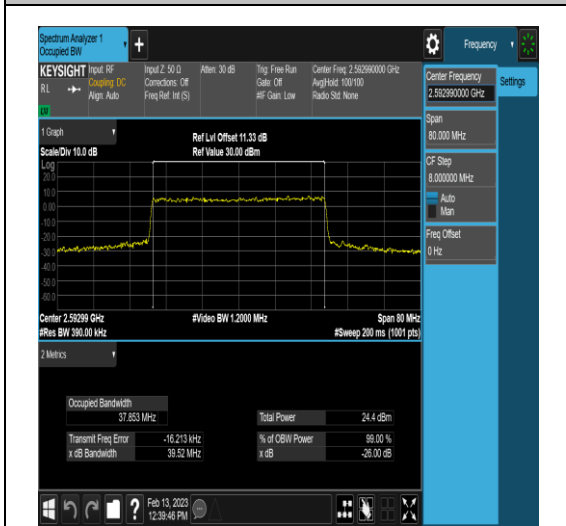 Spectrum Analyzer 1
Occupied BW
Frequency
KEYSIGHT
R L
Input: RF
Coupling: DC
Align: Auto
Input Z: 50 Ω
Corrections: Off
Freq Ref: Int (S)
Atten: 30 dB
Trig: Free Run
Gate: Off
#IF Gain: Low
Center Freq: 2.592990000 GHz
Avg|Hold: 100/100
Radio Std: None
Center Frequency
2.592990000 GHz
Settings
Span
80.000 MHz
CF Step
8.000000 MHz
Auto
Man
Freq Offset
0 Hz
1 Graph
Scale/Div 10.0 dB
Ref Lvl Offset 11.33 dB
Ref Value 30.00 dBm
Log
20.0
10.0
0.00
-10.0
-20.0
-30.0
-40.0
-50.0
-60.0
Center 2.59299 GHz
#Video BW 1.2000 MHz
Span 80 MHz
#Res BW 390.00 kHz
#Sweep 200 ms (1001 pts)
2 Metrics
Occupied Bandwidth
37.853 MHz
Total Power 24.4 dBm
Transmit Freq Error -16.213 kHz
% of OBW Power 99.00 %
x dB Bandwidth 39.52 MHz
x dB -26.00 dB
Feb 13, 2023
12:39:46 PM